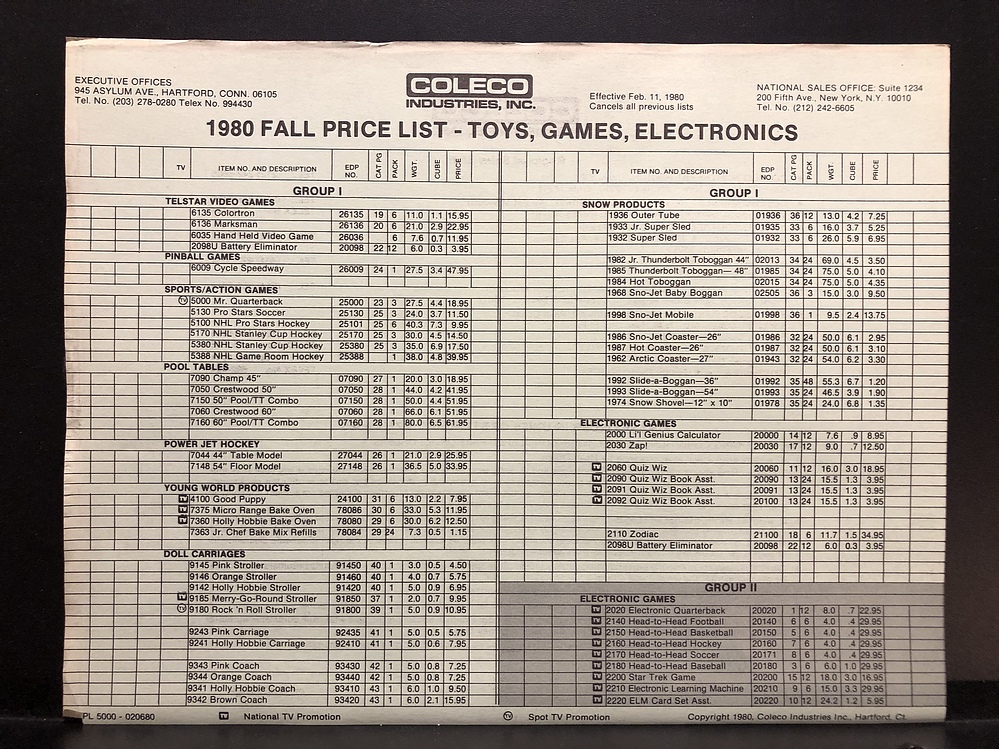 EXECUTIVE OFFICES
945 ASYLUM AVE., HARTFORD, CONN. 06105
Tel. No. (203) 278-0280 Telex No. 994430
COLECO
INDUSTRIES, INC.
Effective Feb. 11, 1980
Cancels all previous lists
NATIONAL SALES OFFICE: Suite 1234
200 Fifth Ave., New York, N.Y. 10010
Tel. No. (212) 242-6605
1980 FALL PRICE LIST - TOYS, GAMES, ELECTRONICS
TV ITEM NO. AND DESCRIPTION EDP NO. CAT PG PACK WGT. CUBE PRICE
GROUP I
TELSTAR VIDEO GAMES
6135 Colortron 26135 19 6 11.0 1.1 15.95
6136 Marksman 26136 20 6 21.0 2.9 22.95
6035 Hand Held Video Game 26036 6 7.6 0.7 11.95
2098U Battery Eliminator 20098 22 12 6.0 0.3 3.95
PINBALL GAMES
6009 Cycle Speedway 26009 24 1 27.5 3.4 47.95
SPORTS/ACTION GAMES
TV 5000 Mr. Quarterback 25000 23 3 27.5 4.4 18.95
5130 Pro Stars Soccer 25130 25 3 24.0 3.7 11.50
5100 NHL Pro Stars Hockey 25101 25 6 40.3 7.3 9.95
5170 NHL Stanley Cup Hockey 25170 25 3 30.0 4.5 14.50
5380 NHL Stanley Cup Hockey 25380 25 3 35.0 6.9 17.50
5388 NHL Game Room Hockey 25388 1 38.0 4.8 39.95
POOL TABLES
7090 Champ 45" 07090 27 1 20.0 3.0 18.95
7050 Crestwood 50" 07050 28 1 44.0 4.2 41.95
7150 50" Pool/TT Combo 07150 28 1 50.0 4.4 51.95
7060 Crestwood 60" 07060 28 1 66.0 6.1 51.95
7160 60" Pool/TT Combo 07160 28 1 80.0 6.5 61.95
POWER JET HOCKEY
7044 44" Table Model 27044 26 1 21.0 2.9 25.95
7148 54" Floor Model 27148 26 1 36.5 5.0 33.95
YOUNG WORLD PRODUCTS
TV 4100 Good Puppy 24100 31 6 13.0 2.2 7.95
TV 7375 Micro Range Bake Oven 78086 30 6 33.0 5.3 11.95
TV 7360 Holly Hobbie Bake Oven 78080 29 6 30.0 6.2 12.50
7363 Jr. Chef Bake Mix Refills 78084 29 24 7.3 0.5 1.15
DOLL CARRIAGES
9145 Pink Stroller 91450 40 1 3.0 0.5 4.50
9146 Orange Stroller 91460 40 1 4.0 0.7 5.75
9142 Holly Hobbie Stroller 91420 40 1 5.0 0.9 6.95
TV 9185 Merry-Go-Round Stroller 91850 37 1 2.0 0.7 9.95
TV 9180 Rock 'n Roll Stroller 91800 39 1 5.0 0.9 10.95
9243 Pink Carriage 92435 41 1 5.0 0.5 5.75
9241 Holly Hobbie Carriage 92410 41 1 5.0 0.6 7.95
9343 Pink Coach 93430 42 1 5.0 0.8 7.25
9344 Orange Coach 93440 42 1 5.0 0.8 7.25
9341 Holly Hobbie Coach 93410 43 1 6.0 1.0 9.50
9342 Brown Coach 93420 43 1 6.0 2.1 15.95
TV ITEM NO. AND DESCRIPTION EDP NO. CAT PG PACK WGT. CUBE PRICE
GROUP I
SNOW PRODUCTS
1936 Outer Tube 01936 36 12 13.0 4.2 7.25
1933 Jr. Super Sled 01935 33 6 16.0 3.7 5.25
1932 Super Sled 01932 33 6 26.0 5.9 6.95
1982 Jr. Thunderbolt Toboggan 44" 02013 34 24 69.0 4.5 3.50
1985 Thunderbolt Toboggan— 48" 01985 34 24 75.0 5.0 4.10
1984 Hot Toboggan 02015 34 24 75.0 5.0 4.35
1968 Sno-Jet Baby Boggan 02505 36 3 15.0 3.0 9.50
1998 Sno-Jet Mobile 01998 36 1 9.5 2.4 13.75
1986 Sno-Jet Coaster—26" 01986 32 24 50.0 6.1 2.95
1987 Hot Coaster—26" 01987 32 24 50.0 6.1 3.10
1962 Arctic Coaster—27" 01943 32 24 54.0 6.2 3.30
1992 Slide-a-Boggan—36" 01992 35 48 55.3 6.7 1.20
1993 Slide-a-Boggan—54" 01993 35 24 46.5 3.9 1.90
1974 Snow Shovel—12" x 10" 01978 35 24 24.0 6.8 1.35
ELECTRONIC GAMES
2000 Li'l Genius Calculator 20000 14 12 7.6 .9 8.95
2030 Zap! 20030 17 12 9.0 .7 12.50
TV 2060 Quiz Wiz 20060 11 12 16.0 3.0 18.95
TV 2090 Quiz Wiz Book Asst. 20090 13 24 15.5 1.3 3.95
TV 2091 Quiz Wiz Book Asst. 20091 13 24 15.5 1.3 3.95
TV 2092 Quiz Wiz Book Asst. 20100 13 24 15.5 1.3 3.95
2110 Zodiac 21100 18 6 11.7 1.5 34.95
2098U Battery Eliminator 20098 22 12 6.0 0.3 3.95
GROUP II
ELECTRONIC GAMES
TV 2020 Electronic Quarterback 20020 1 12 8.0 .7 22.95
TV 2140 Head-to-Head Football 20140 6 6 4.0 .4 29.95
TV 2150 Head-to-Head Basketball 20150 5 6 4.0 .4 29.95
TV 2160 Head-to-Head Hockey 20160 7 6 4.0 .4 29.95
TV 2170 Head-to-Head Soccer 20171 8 6 4.0 .4 29.95
TV 2180 Head-to-Head Baseball 20180 3 6 6.0 1.0 29.95
TV 2200 Star Trek Game 20200 15 12 18.0 3.0 16.95
TV 2210 Electronic Learning Machine 20210 9 6 15.0 3.3 29.95
TV 2220 ELM Card Set Asst. 20220 10 12 24.2 1.2 5.95
PL 5000 - 020680
TV National TV Promotion
TV Spot TV Promotion
Copyright 1980, Coleco Industries Inc., Hartford, Ct.